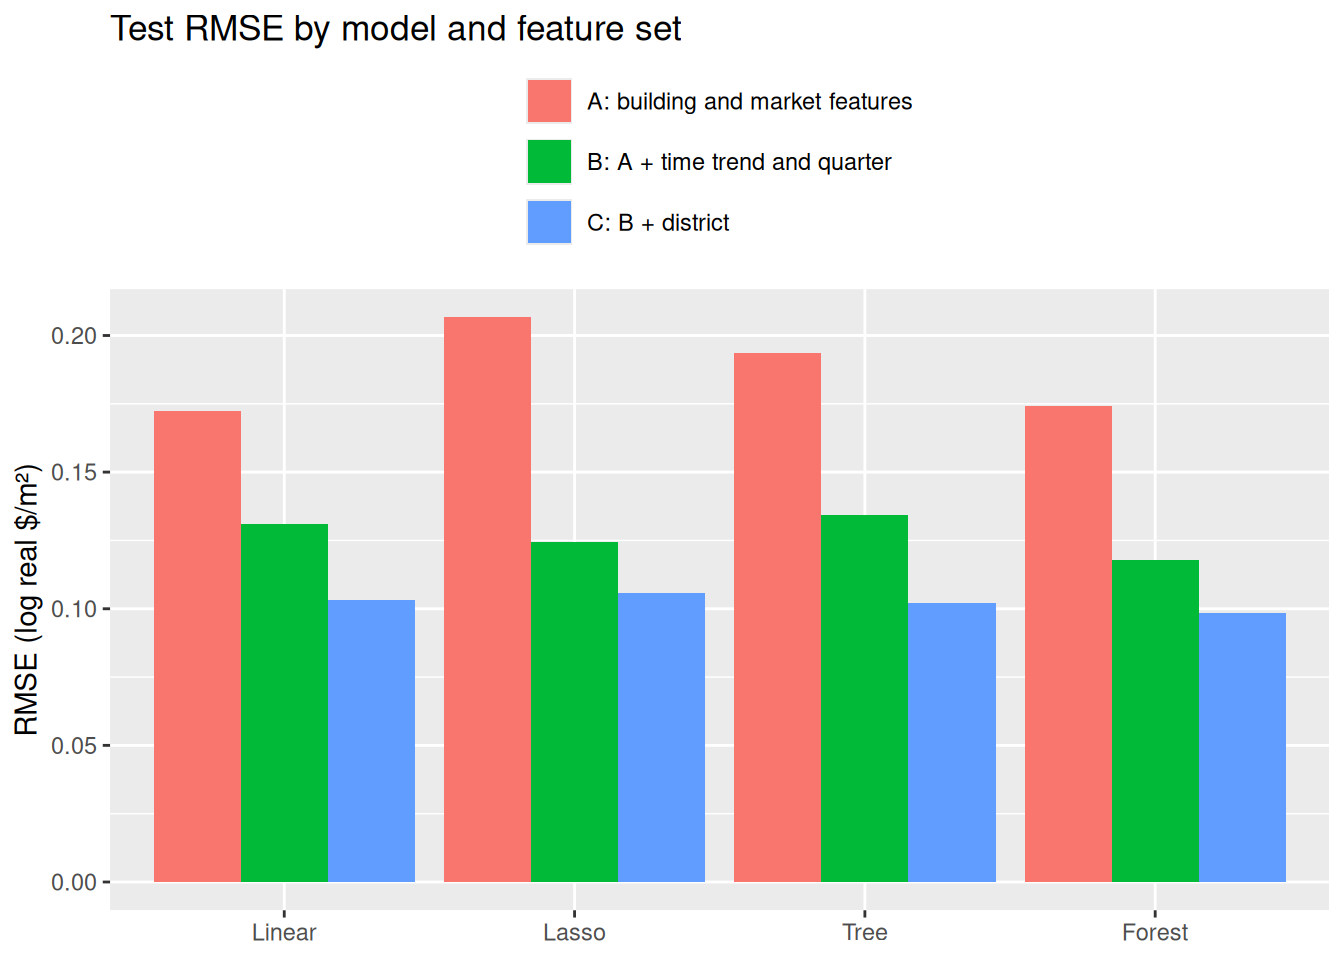 Test RMSE by model and feature set
A: building and market features
B: A + time trend and quarter
C: B + district
RMSE (log real $/m²)
0.20
0.15
0.10
0.05
0.00
Linear
Lasso
Tree
Forest